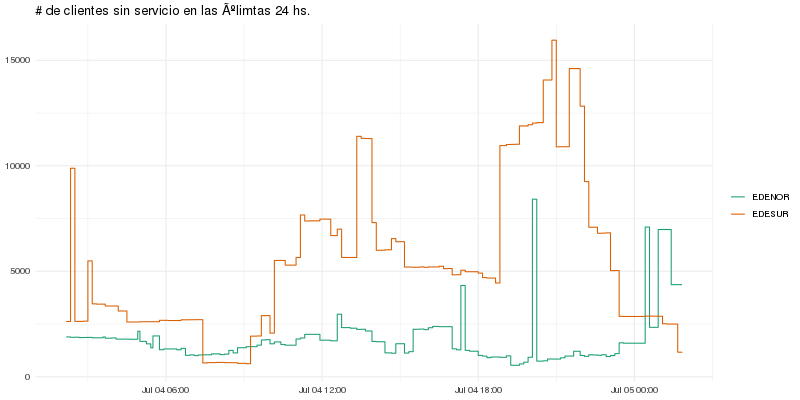 # de clientes sin servicio en las Ãºlimtas 24 hs.
15000
10000
5000
0
Jul 04 06:00
Jul 04 12:00
Jul 04 18:00
Jul 05 00:00
EDENOR
EDESUR